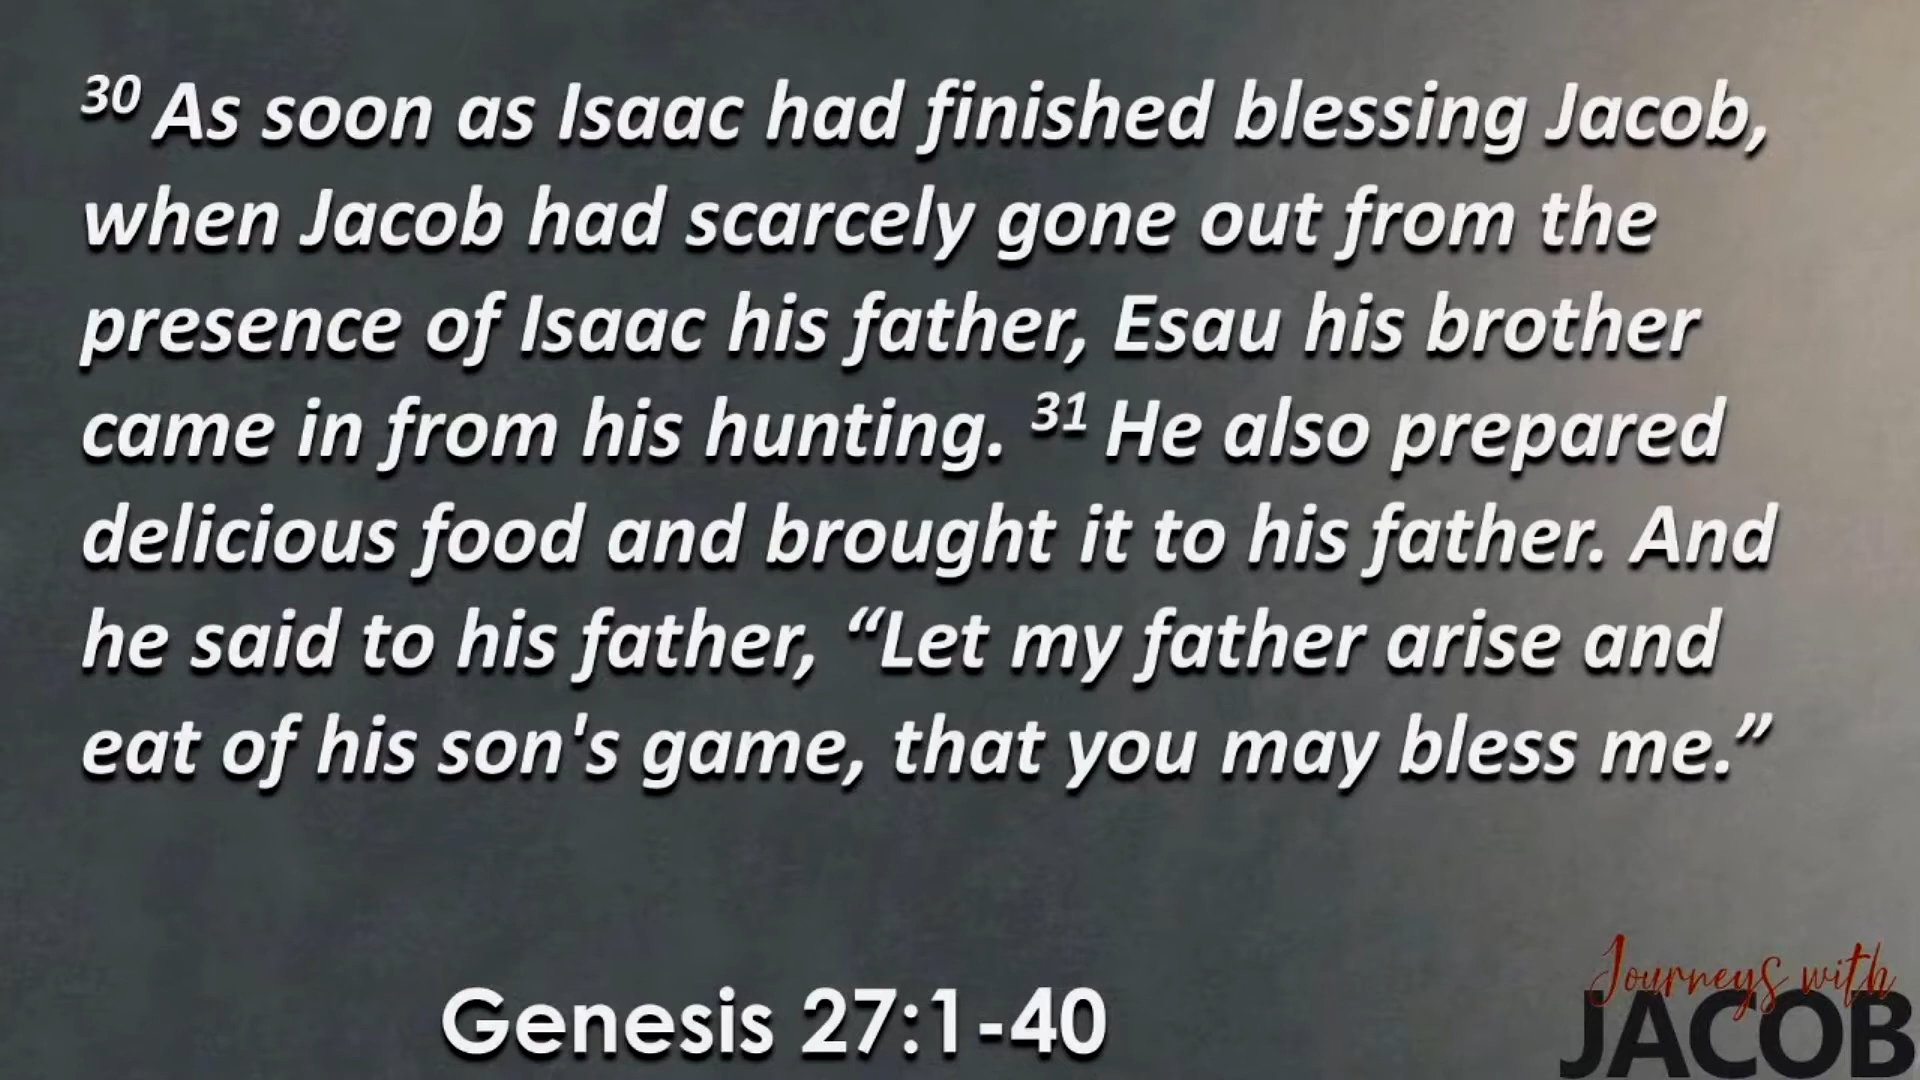 30 As soon as Isaac had finished blessing Jacob,
when Jacob had scarcely gone out from the
presence of Isaac his father, Esau his brother
came in from his hunting. 31 He also prepared
delicious food and brought it to his father. And
he said to his father, “Let my father arise and
eat of his son's game, that you may bless me.”
Genesis 27:1-40
Journeys with
JACOB